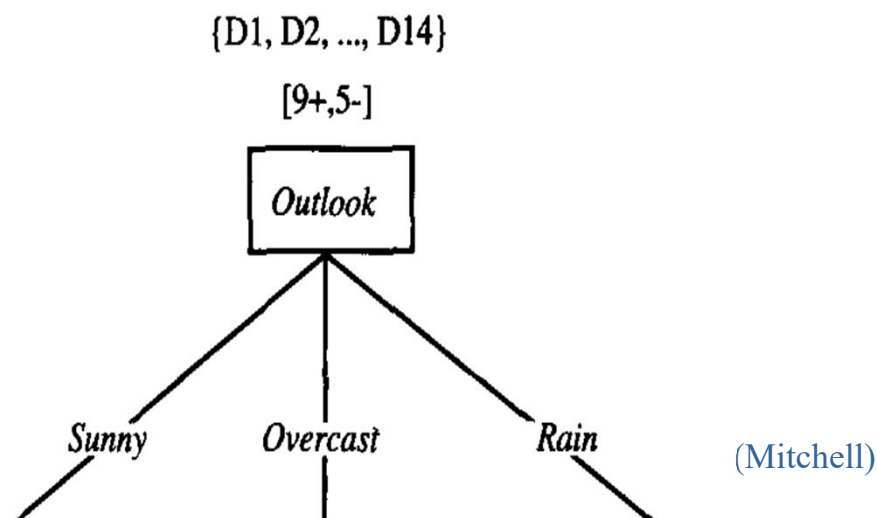 {D1, D2, ..., D14}
[9+,5-]
Outlook
Sunny Overcast Rain
(Mitchell)